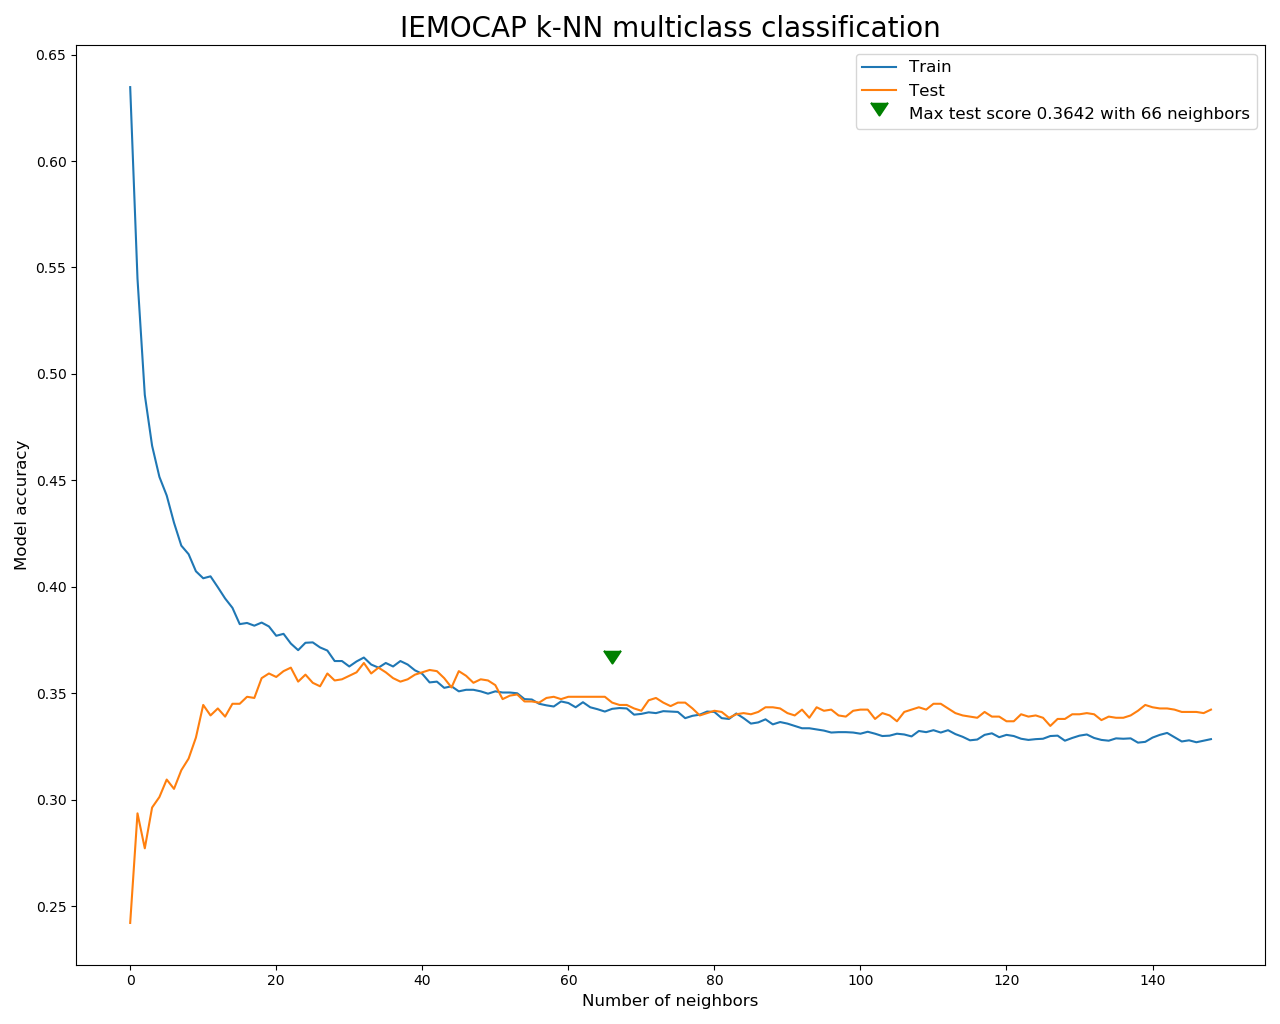 IEMOCAP k-NN multiclass classification
Train
Test
Max test score 0.3642 with 66 neighbors
0.65
0.60
0.55
0.50
0.45
0.40
0.35
0.30
0.25
Model accuracy
0 20 40 60 80 100 120 140
Number of neighbors